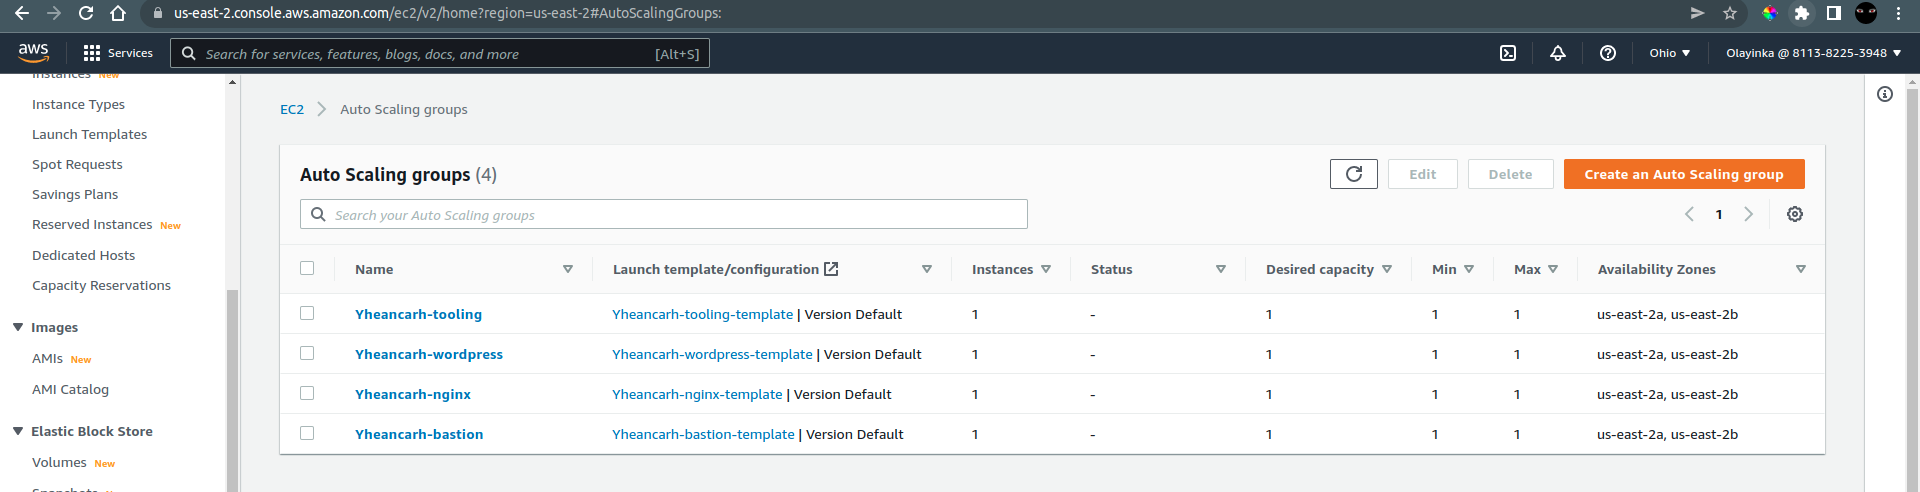 us-east-2.console.aws.amazon.com/ec2/v2/home?region=us-east-2#AutoScalingGroups:
aws Services Search for services, features, blogs, docs, and more [Alt+S] Ohio Olayinka @ 8113-8225-3948
Instances New
Instance Types
Launch Templates
Spot Requests
Savings Plans
Reserved Instances New
Dedicated Hosts
Capacity Reservations
Images
AMIs New
AMI Catalog
Elastic Block Store
Volumes New
Snapshots
EC2 Auto Scaling groups
Auto Scaling groups (4) Edit Delete Create an Auto Scaling group
Search your Auto Scaling groups 1
Name Launch template/configuration Instances Status Desired capacity Min Max Availability Zones
Yheancarh-tooling Yheancarh-tooling-template | Version Default 1 - 1 1 1 us-east-2a, us-east-2b
Yheancarh-wordpress Yheancarh-wordpress-template | Version Default 1 - 1 1 1 us-east-2a, us-east-2b
Yheancarh-nginx Yheancarh-nginx-template | Version Default 1 - 1 1 1 us-east-2a, us-east-2b
Yheancarh-bastion Yheancarh-bastion-template | Version Default 1 - 1 1 1 us-east-2a, us-east-2b